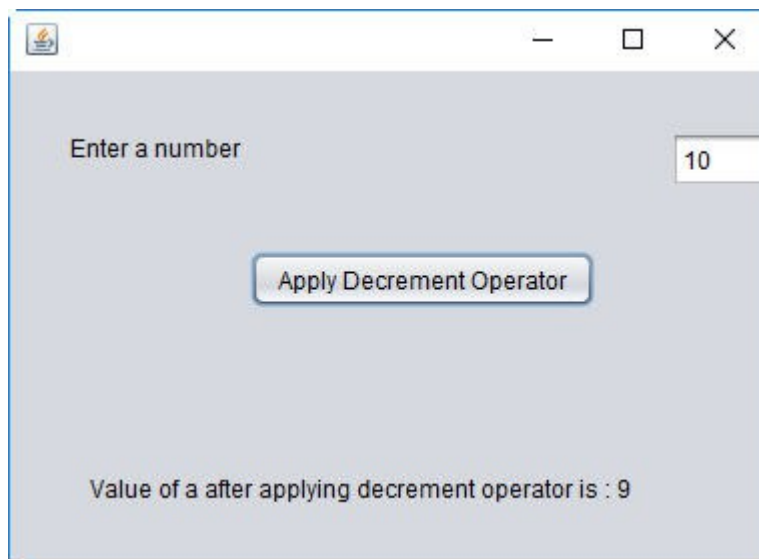 Enter a number
10
Apply Decrement Operator
Value of a after applying decrement operator is : 9